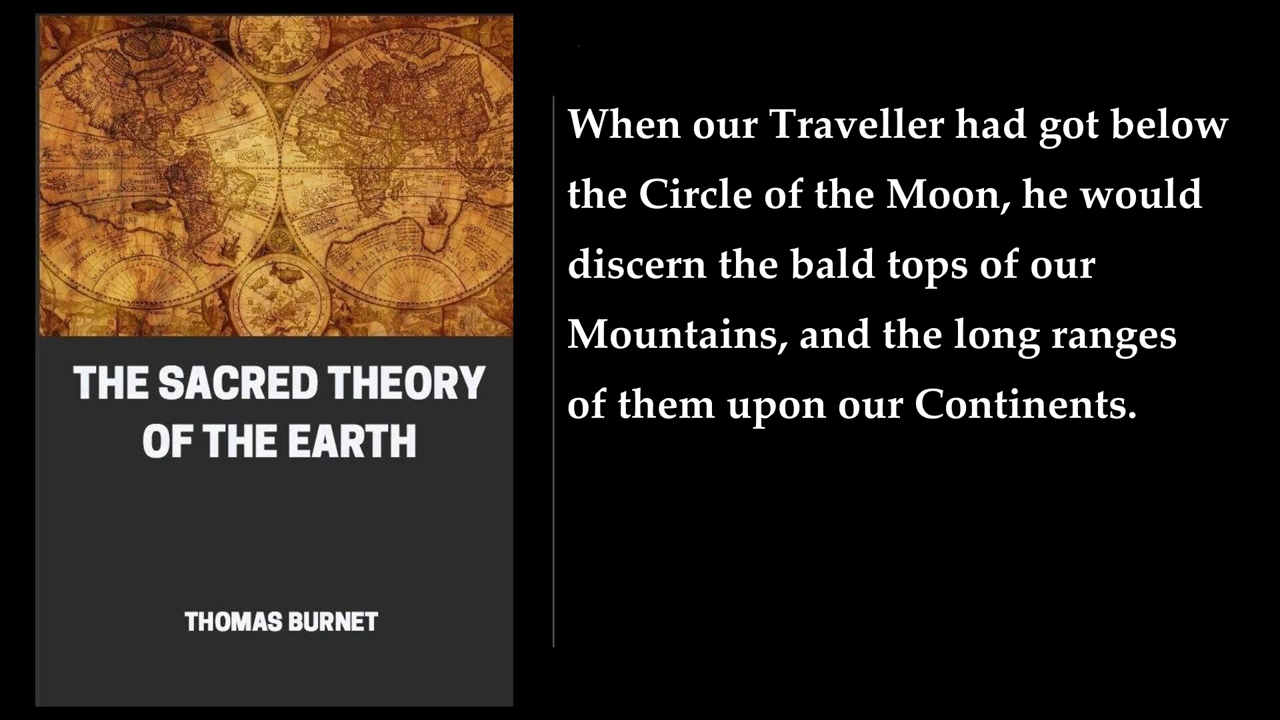 THE SACRED THEORY
OF THE EARTH
THOMAS BURNET
When our Traveller had got below
the Circle of the Moon, he would
discern the bald tops of our
Mountains, and the long ranges
of them upon our Continents.